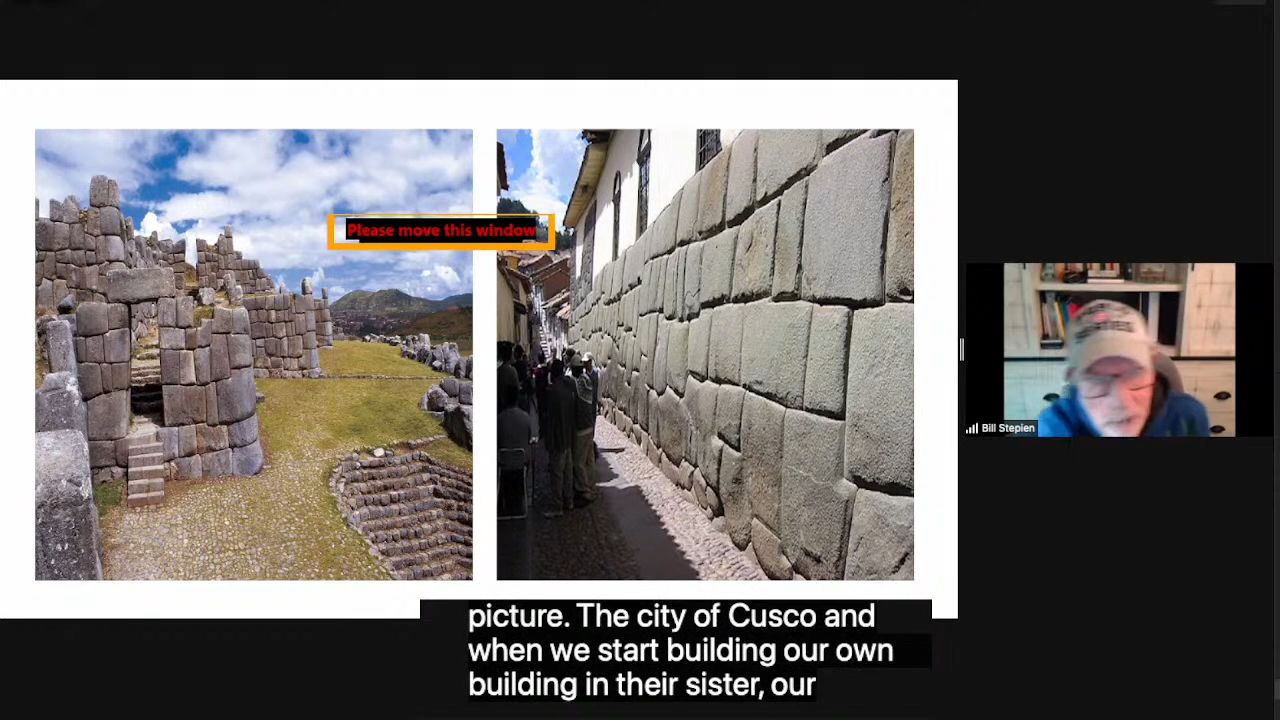 Please move this window
Bill Stepien
picture. The city of Cusco and
when we start building our own
building in their sister, our